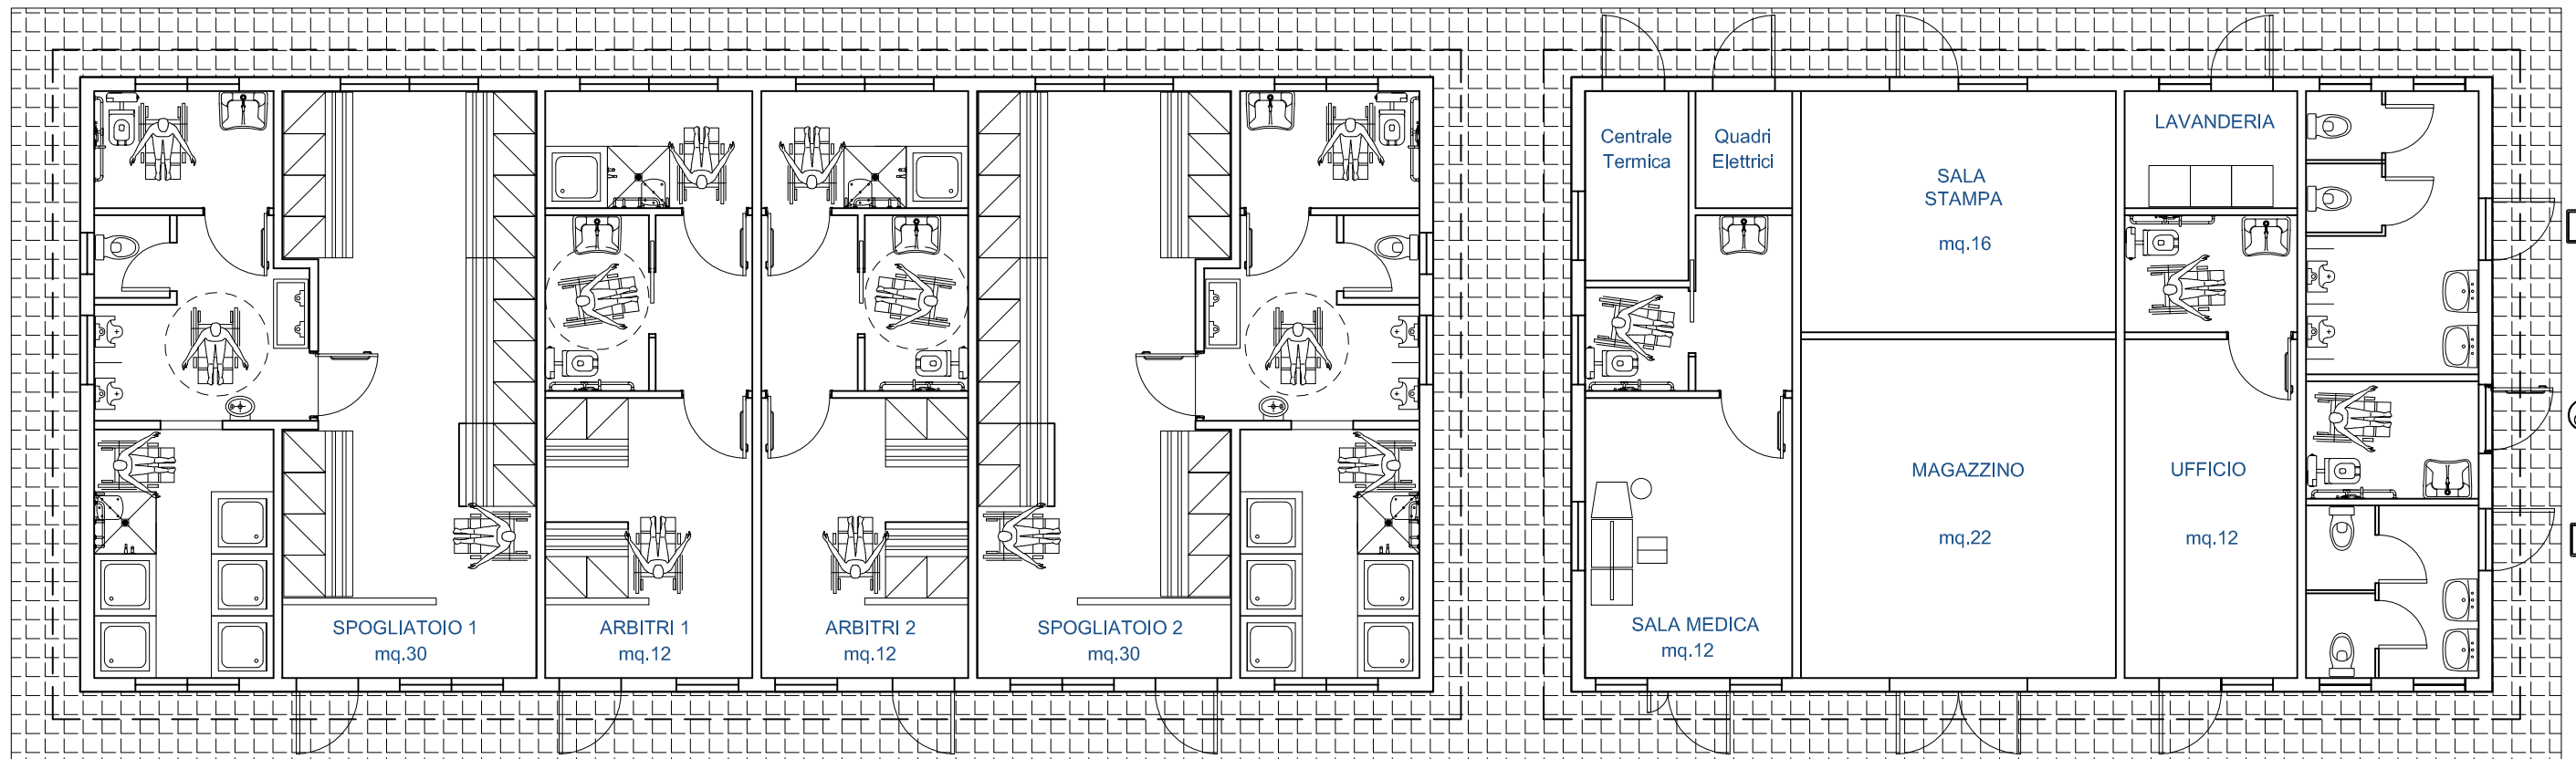 Centrale
Termica
Quadri
Elettrici
SALA
STAMPA
mq.16
LAVANDERIA
MAGAZZINO
mq.22
UFFICIO
mq.12
SPOGLIATOIO 1
mq.30
ARBITRI 1
mq.12
ARBITRI 2
mq.12
SPOGLIATOIO 2
mq.30
SALA MEDICA
mq.12